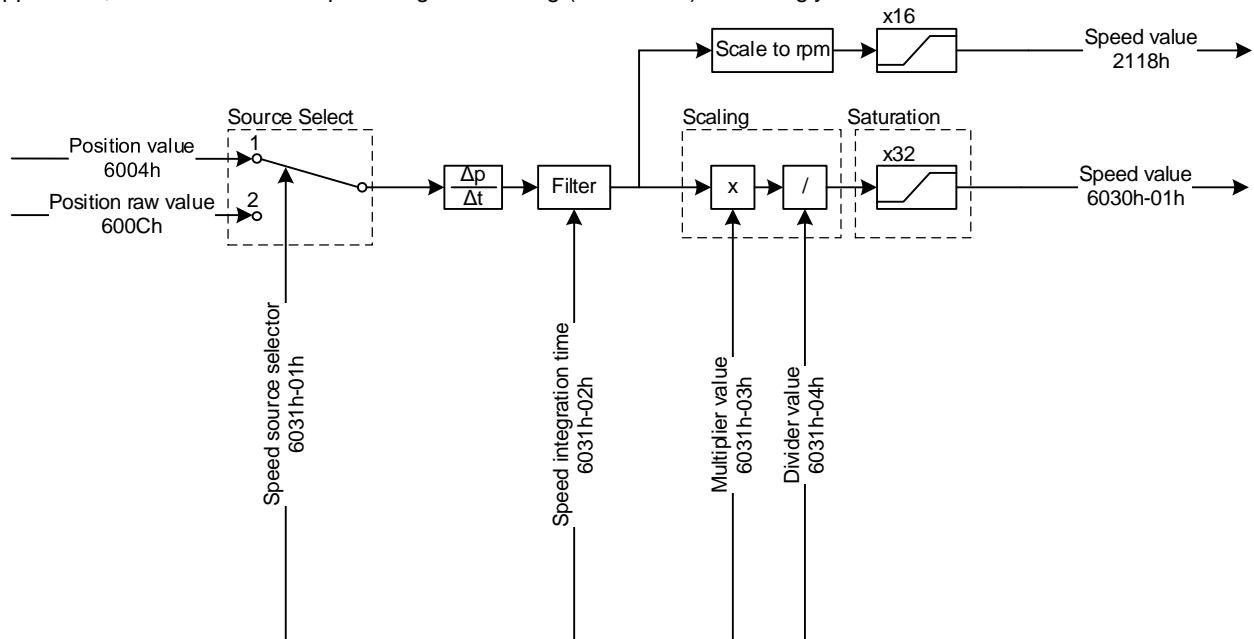 x16
Scale to rpm
Speed value
2118h
Source Select
Scaling
Saturation
Position value
6004h
1
Position raw value
600Ch
2
Δp
Δt
Filter
x
/
x32
Speed value
6030h-01h
Speed source selector
6031h-01h
Speed integration time
6031h-02h
Multiplier value
6031h-03h
Divider value
6031h-04h